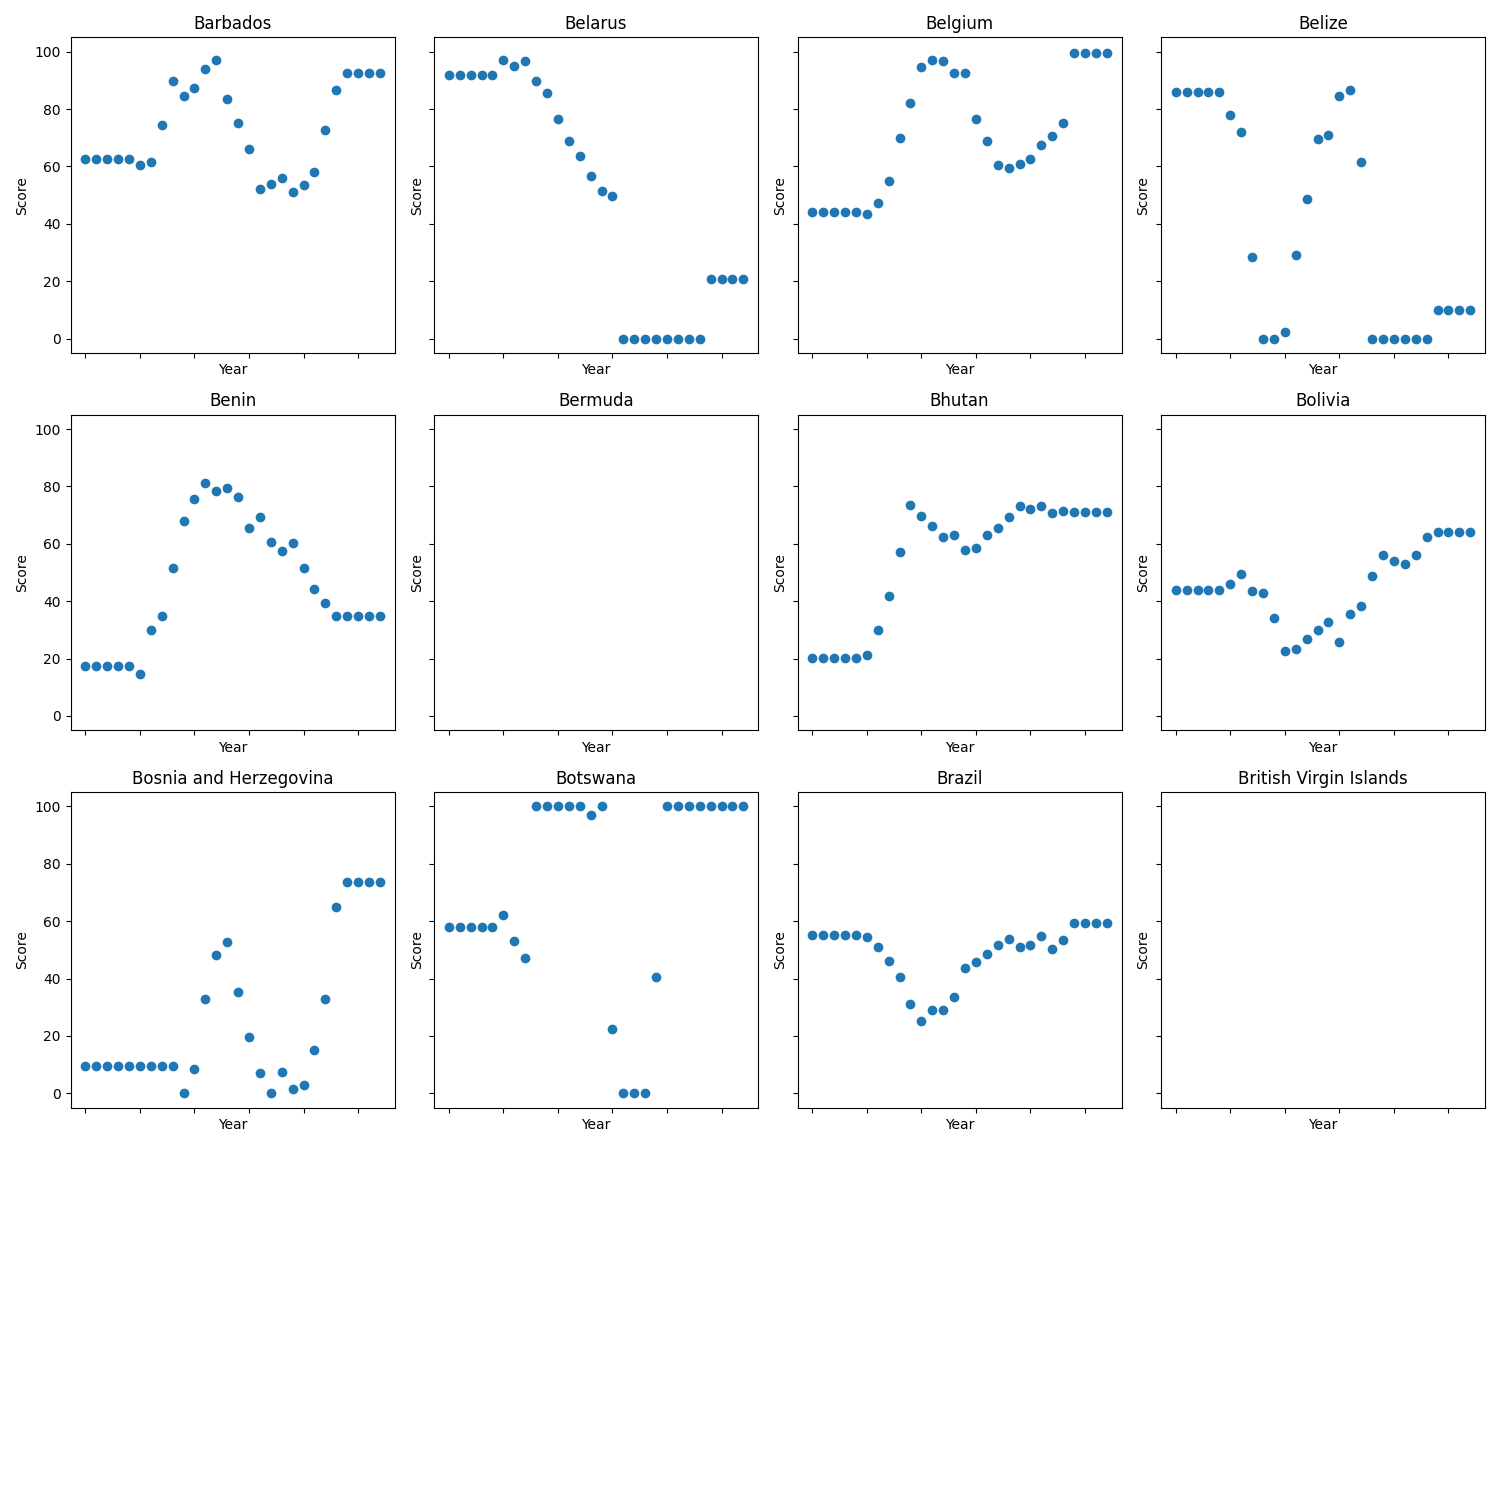 Barbados
Belarus
Belgium
Belize
100
80
60
40
20
0
Score
Score
Score
Score
Year
Year
Year
Year
Benin
Bermuda
Bhutan
Bolivia
100
80
60
40
20
0
Score
Score
Score
Score
Year
Year
Year
Year
Bosnia and Herzegovina
Botswana
Brazil
British Virgin Islands
100
80
60
40
20
0
Score
Score
Score
Score
Year
Year
Year
Year